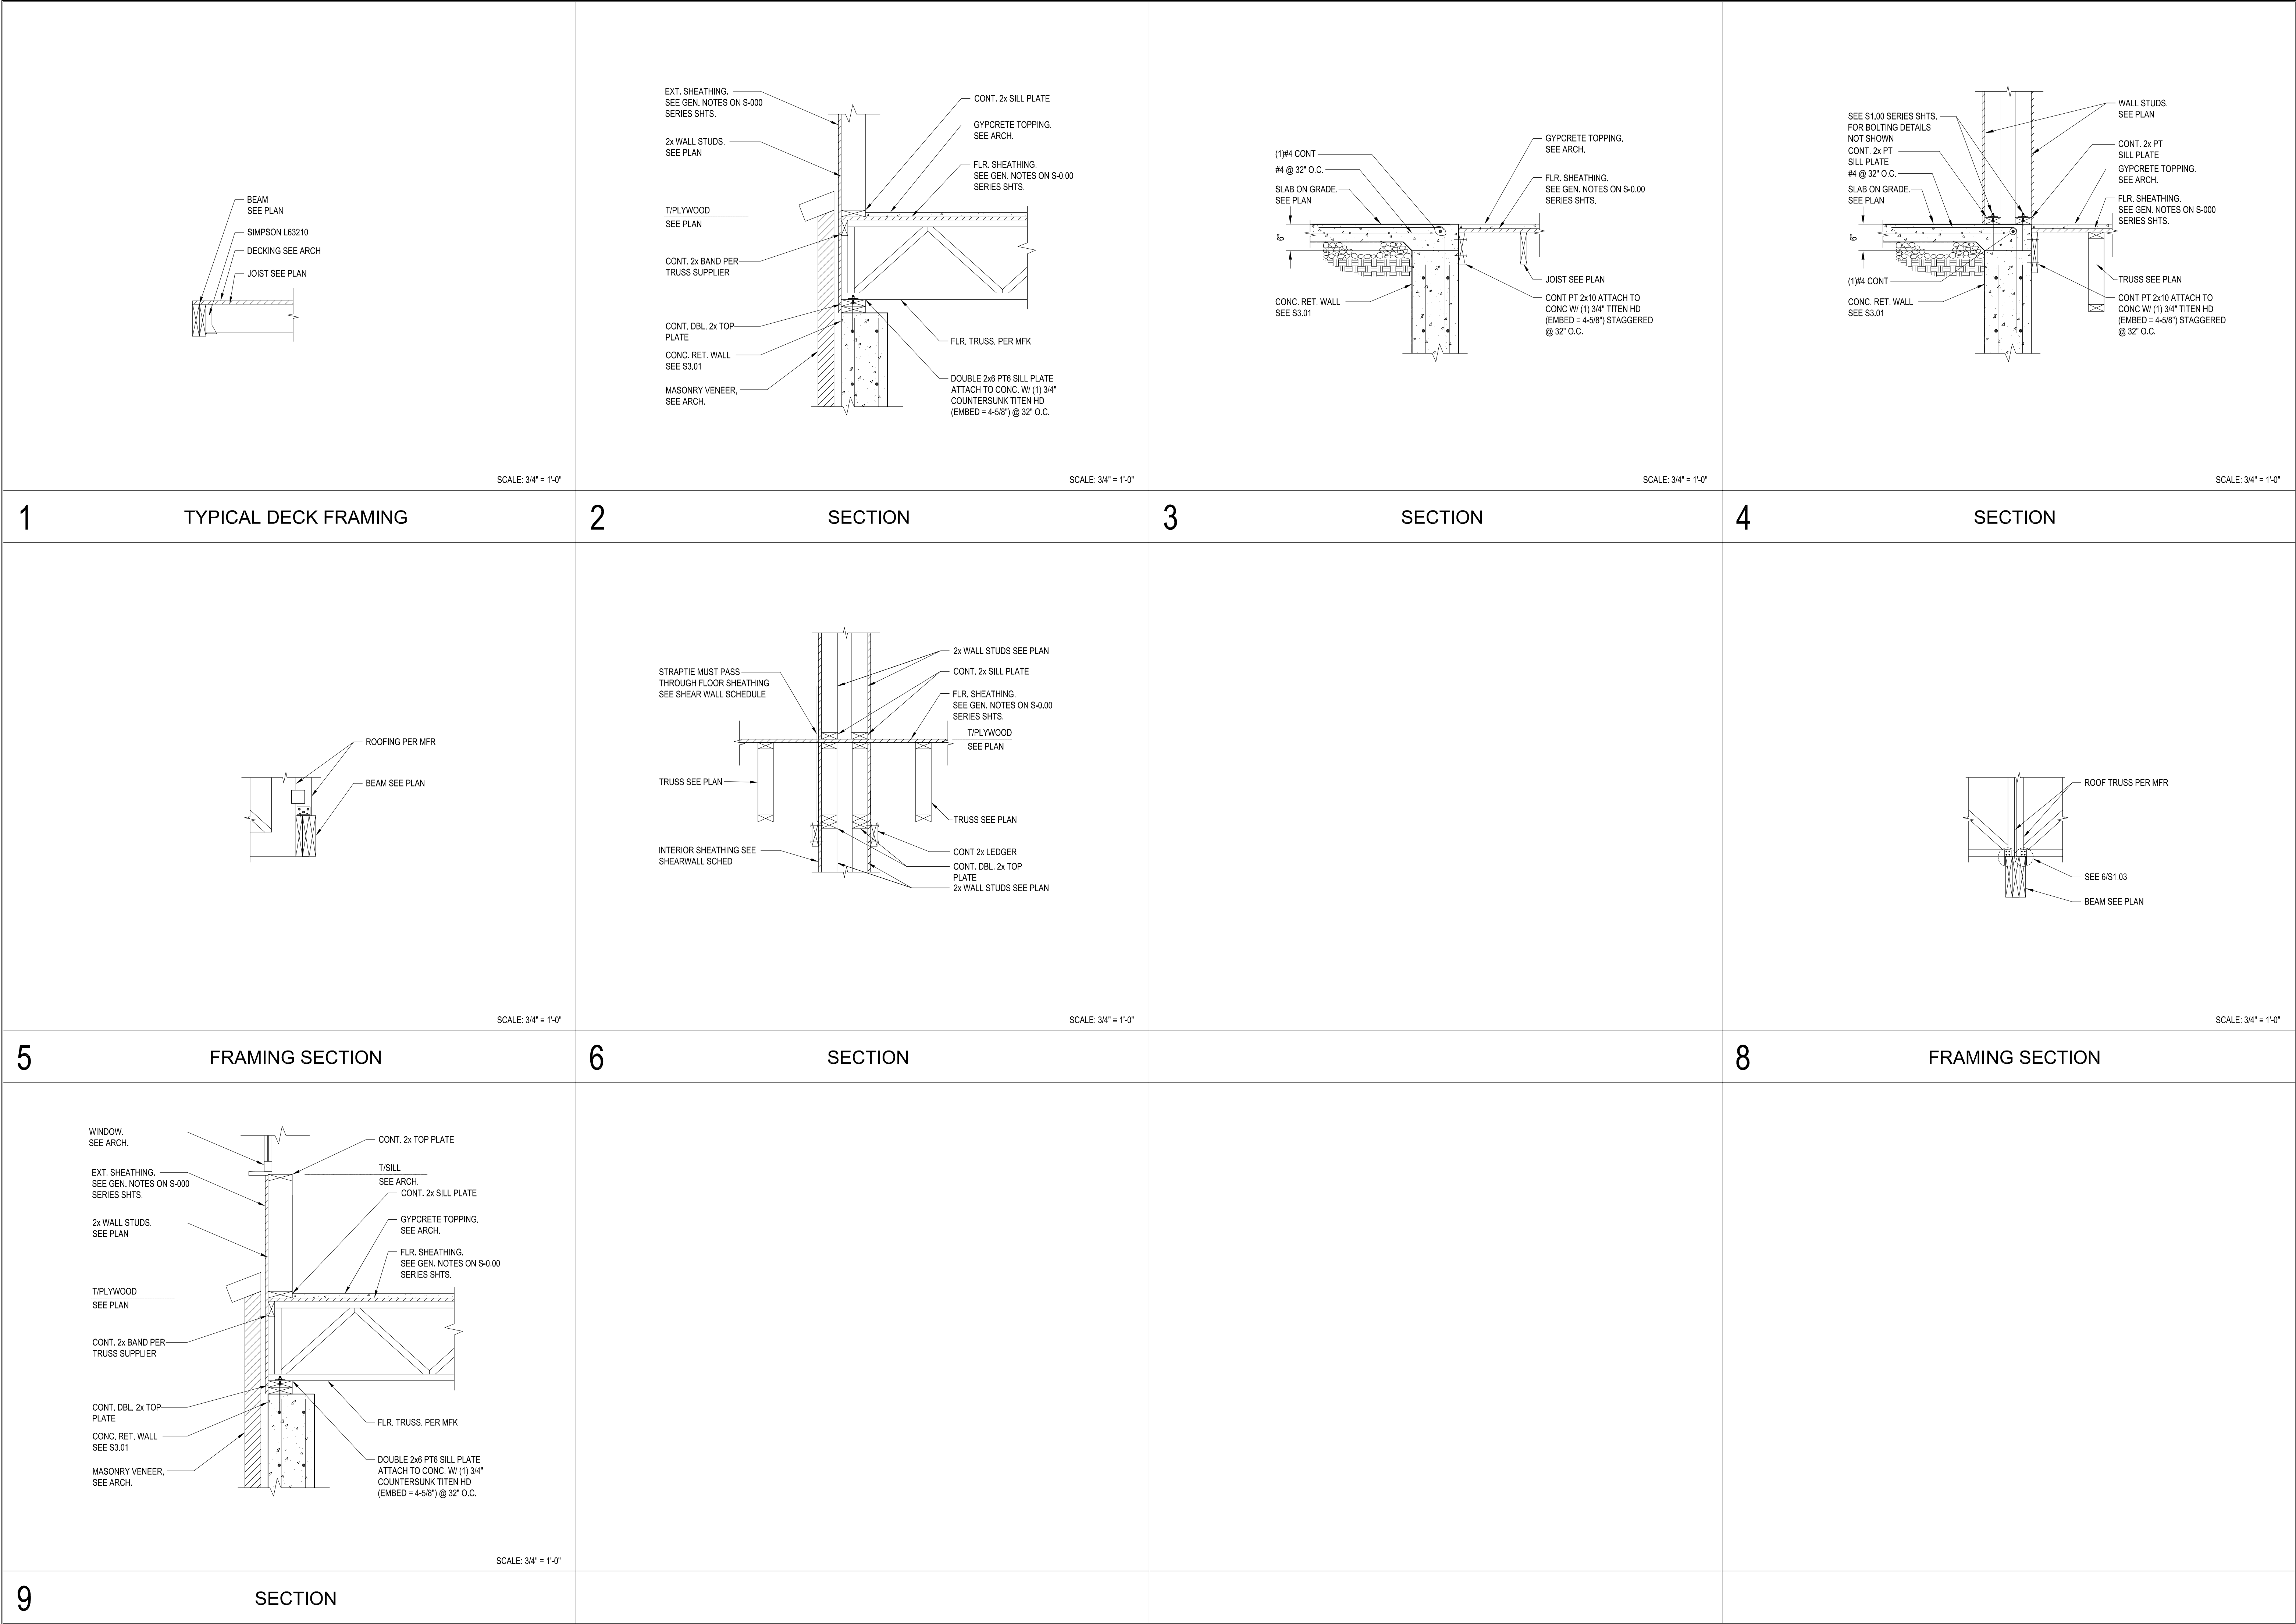 BEAM
SEE PLAN
SIMPSON L63210
DECKING SEE ARCH
JOIST SEE PLAN
SCALE: 3/4" = 1'-0"
1
TYPICAL DECK FRAMING
EXT. SHEATHING.
SEE GEN. NOTES ON S-000
SERIES SHTS.
2x WALL STUDS.
SEE PLAN
T/PLYWOOD
SEE PLAN
CONT. 2x BAND PER
TRUSS SUPPLIER
CONT. DBL. 2x TOP
PLATE
CONC. RET. WALL
SEE S3.01
MASONRY VENEER,
SEE ARCH.
CONT. 2x SILL PLATE
GYPCRETE TOPPING.
SEE ARCH.
FLR. SHEATHING.
SEE GEN. NOTES ON S-0.00
SERIES SHTS.
FLR. TRUSS. PER MFK
DOUBLE 2x6 PT6 SILL PLATE
ATTACH TO CONC. W/ (1) 3/4"
COUNTERSUNK TITEN HD
(EMBED = 4-5/8") @ 32" O.C.
SCALE: 3/4" = 1'-0"
2
SECTION
(1)#4 CONT
#4 @ 32" O.C.
SLAB ON GRADE.
SEE PLAN
6"
CONC. RET. WALL
SEE S3.01
GYPCRETE TOPPING.
SEE ARCH.
FLR. SHEATHING.
SEE GEN. NOTES ON S-0.00
SERIES SHTS.
JOIST SEE PLAN
CONT PT 2x10 ATTACH TO
CONC W/ (1) 3/4" TITEN HD
(EMBED = 4-5/8") STAGGERED
@ 32" O.C.
SCALE: 3/4" = 1'-0"
3
SECTION
SEE S1.00 SERIES SHTS.
FOR BOLTING DETAILS
NOT SHOWN
CONT. 2x PT
SILL PLATE
#4 @ 32" O.C.
SLAB ON GRADE.
SEE PLAN
6"
(1)#4 CONT
CONC. RET. WALL
SEE S3.01
WALL STUDS.
SEE PLAN
CONT. 2x PT
SILL PLATE
GYPCRETE TOPPING.
SEE ARCH.
FLR. SHEATHING.
SEE GEN. NOTES ON S-000
SERIES SHTS.
TRUSS SEE PLAN
CONT PT 2x10 ATTACH TO
CONC W/ (1) 3/4" TITEN HD
(EMBED = 4-5/8") STAGGERED
@ 32" O.C.
SCALE: 3/4" = 1'-0"
4
SECTION
ROOFING PER MFR
BEAM SEE PLAN
SCALE: 3/4" = 1'-0"
5
FRAMING SECTION
STRAPTIE MUST PASS
THROUGH FLOOR SHEATHING
SEE SHEAR WALL SCHEDULE
TRUSS SEE PLAN
INTERIOR SHEATHING SEE
SHEARWALL SCHED
2x WALL STUDS SEE PLAN
CONT. 2x SILL PLATE
FLR. SHEATHING.
SEE GEN. NOTES ON S-0.00
SERIES SHTS.
T/PLYWOOD
SEE PLAN
TRUSS SEE PLAN
CONT 2x LEDGER
CONT. DBL. 2x TOP
PLATE
2x WALL STUDS SEE PLAN
SCALE: 3/4" = 1'-0"
6
SECTION
ROOF TRUSS PER MFR
SEE 6/S1.03
BEAM SEE PLAN
SCALE: 3/4" = 1'-0"
8
FRAMING SECTION
WINDOW.
SEE ARCH.
EXT. SHEATHING.
SEE GEN. NOTES ON S-000
SERIES SHTS.
2x WALL STUDS.
SEE PLAN
T/PLYWOOD
SEE PLAN
CONT. 2x BAND PER
TRUSS SUPPLIER
CONT. DBL. 2x TOP
PLATE
CONC. RET. WALL
SEE S3.01
MASONRY VENEER,
SEE ARCH.
CONT. 2x TOP PLATE
T/SILL
SEE ARCH.
CONT. 2x SILL PLATE
GYPCRETE TOPPING.
SEE ARCH.
FLR. SHEATHING.
SEE GEN. NOTES ON S-0.00
SERIES SHTS.
FLR. TRUSS. PER MFK
DOUBLE 2x6 PT6 SILL PLATE
ATTACH TO CONC. W/ (1) 3/4"
COUNTERSUNK TITEN HD
(EMBED = 4-5/8") @ 32" O.C.
SCALE: 3/4" = 1'-0"
9
SECTION